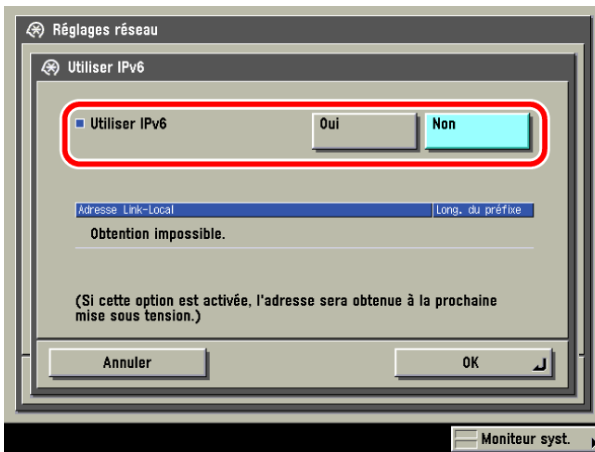 Réglages réseau
Utiliser IPv6
Utiliser IPv6 Oui Non
Adresse Link-Local Long. du préfixe
Obtention impossible.
(Si cette option est activée, l'adresse sera obtenue à la prochaine
mise sous tension.)
Annuler OK
Moniteur syst.